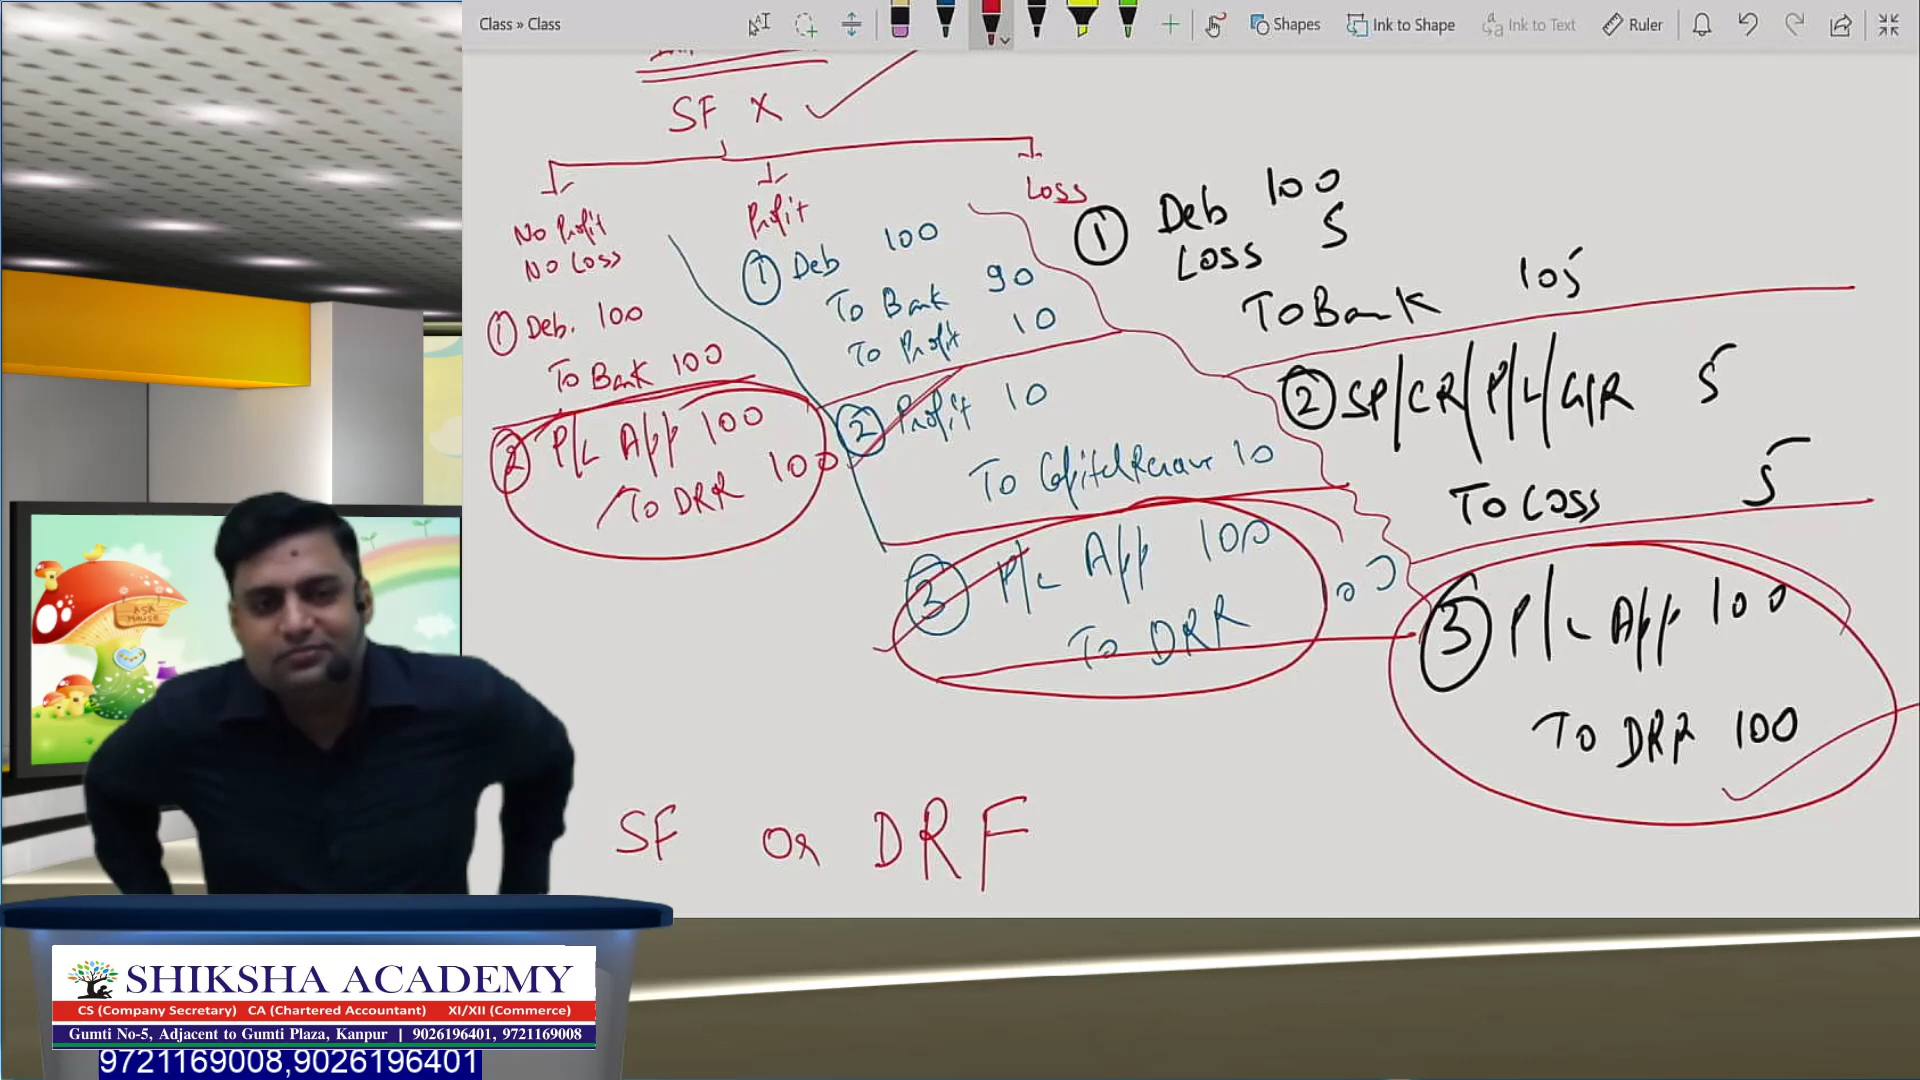 Class » Class
Shapes
Ink to Shape
Ink to Text
Ruler
SF X
No Profit
No Loss
① Deb. 100
To Bank 100
② P/L App 100
To DRR 100
Profit
① Deb 100
To Bank 90
To Profit 10
② Profit 10
To Capital Reserve 10
③ P/L App 100
To DRR 100
Loss
① Deb 100
Loss 5
To Bank 105
② SP/CR/P/L/G/R 5
To Loss 5
③ P/L App 100
To DRR 100
SF or DRF
ASA
HOUSE
SHIKSHA ACADEMY
CS (Company Secretary) CA (Chartered Accountant) XI/XII (Commerce)
Gumti No-5, Adjacent to Gumti Plaza, Kanpur | 9026196401, 9721169008
9721169008,9026196401